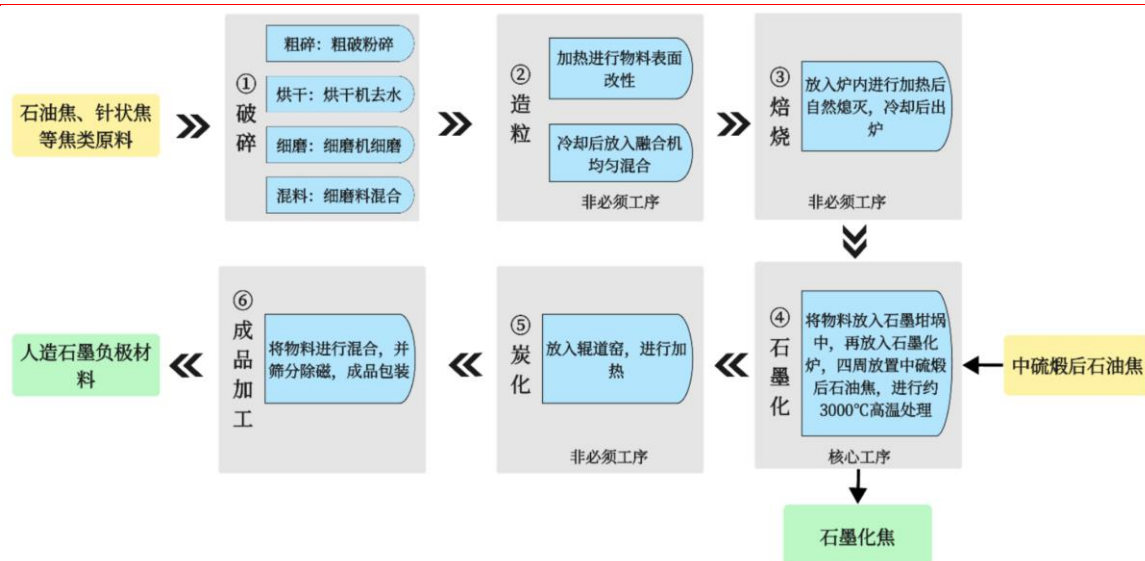 石油焦、针状焦
等焦类原料
①破碎
粗碎：粗破粉碎
烘干：烘干机去水
细磨：细磨机细磨
混料：细磨料混合
②造粒
加热进行物料表面
改性
冷却后放入融合机
均匀混合
非必须工序
③焙烧
放入炉内进行加热后
自然熄灭，冷却后出
炉
非必须工序
④石墨化
将物料放入石墨坩埚
中，再放入石墨化
炉，四周放置中硫煅
后石油焦，进行约
3000℃高温处理
核心工序
中硫煅后石油焦
石墨化焦
⑤炭化
放入辊道窑，进行加
热
非必须工序
⑥成品加工
将物料进行混合，并
筛分除磁，成品包装
人造石墨负极材
料